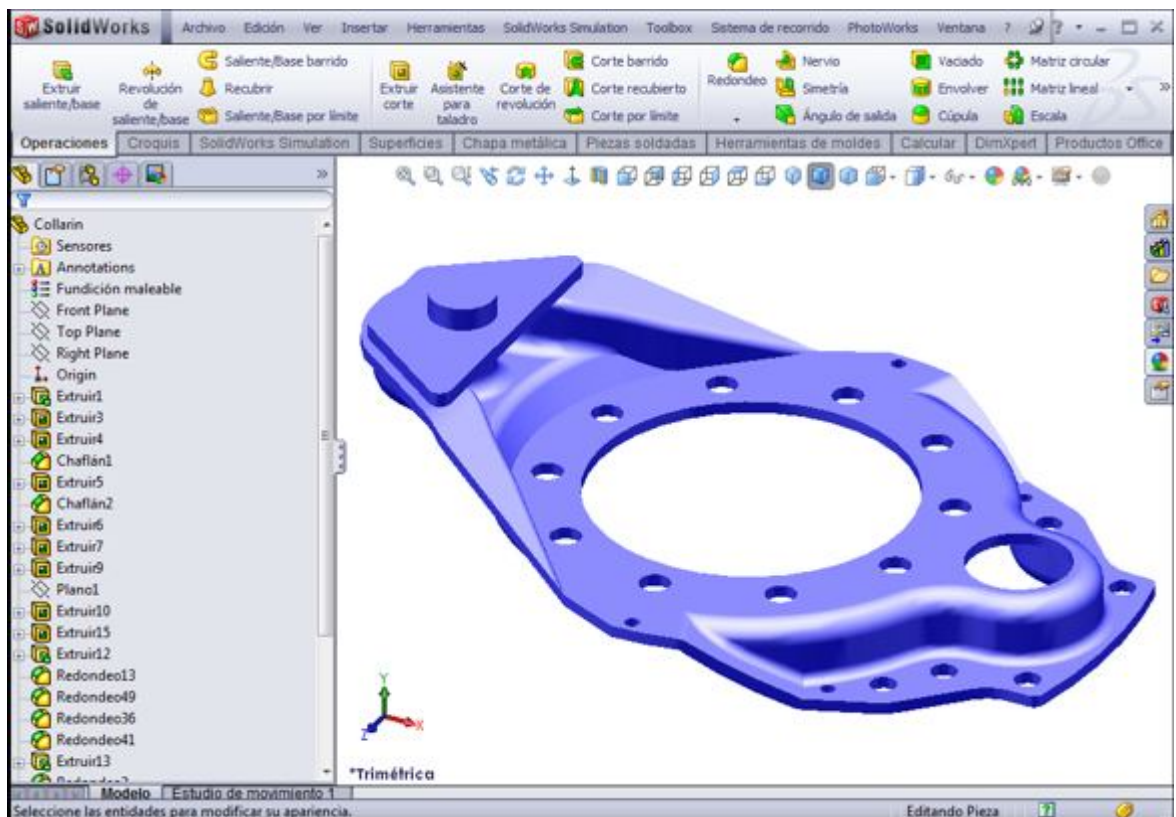 SolidWorks Archivo Edición Ver Insertar Herramientas SolidWorks Simulation Toolbox Sistema de recorrido PhotoWorks Ventana ?
Extruir saliente/base
Revolución de saliente/base
Saliente/Base barrido
Recubrir
Saliente/Base por límite
Extruir corte
Asistente para taladro
Corte de revolución
Corte barrido
Corte recubierto
Corte por límite
Redondeo
Nervio
Simetría
Ángulo de salida
Vaciado
Envolver
Cúpula
Matriz circular
Matriz lineal
Escala
Operaciones Croquis SolidWorks Simulation Superficies Chapa metálica Piezas soldadas Herramientas de moldes Calcular DimXpert Productos Office
Collarin
Sensores
Annotations
Fundición maleable
Front Plane
Top Plane
Right Plane
Origin
Extruir1
Extruir3
Extruir4
Chaflán1
Extruir5
Chaflán2
Extruir6
Extruir7
Extruir9
Plano1
Extruir10
Extruir15
Extruir12
Redondeo13
Redondeo49
Redondeo36
Redondeo41
Extruir13
Y
X
Z
*Trimétrica
Modelo Estudio de movimiento 1
Seleccione las entidades para modificar su apariencia. Editando Pieza